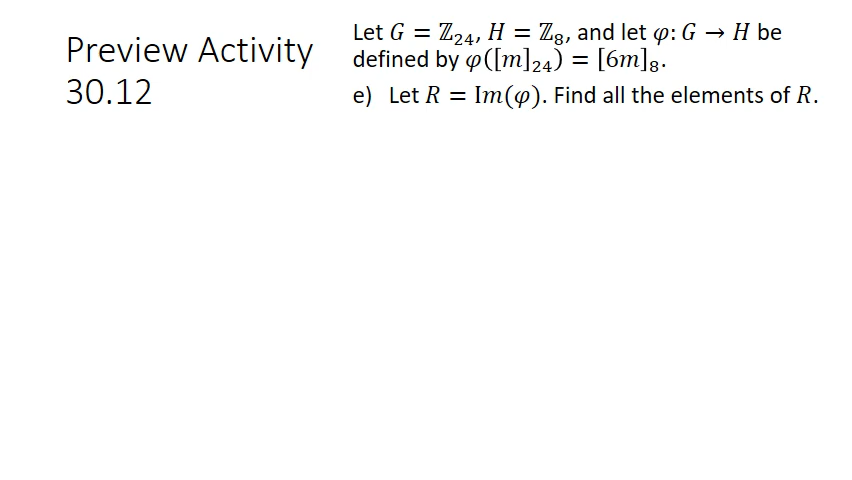 Preview Activity
30.12
Let G = ℤ₂₄, H = ℤ₈, and let φ: G → H be
defined by φ([m]₂₄) = [6m]₈.
e) Let R = Im(φ). Find all the elements of R.